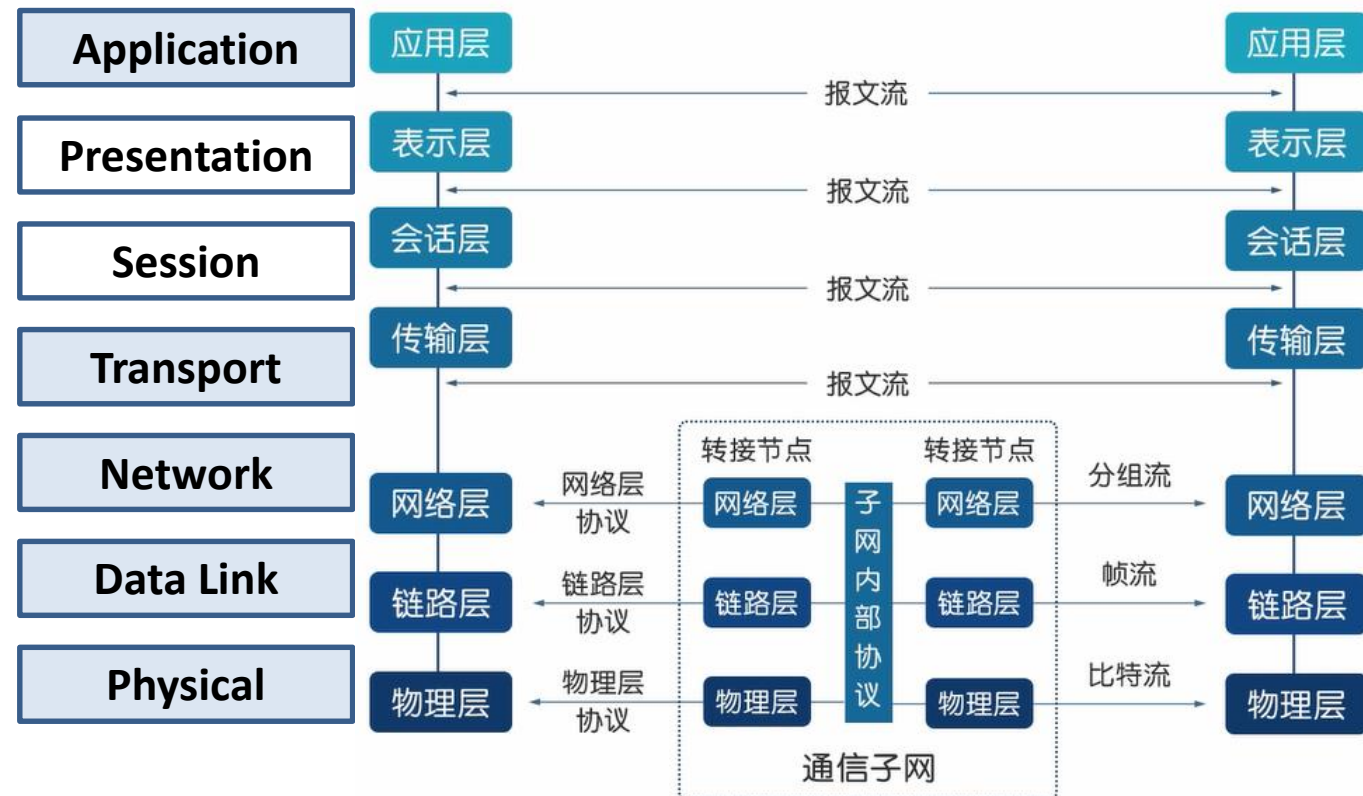 Application
应用层
应用层
报文流
Presentation
表示层
表示层
报文流
Session
会话层
会话层
报文流
Transport
传输层
传输层
报文流
转接节点
转接节点
Network
网络层
网络层
协议
网络层
子网内部协议
网络层
分组流
网络层
Data Link
链路层
链路层
协议
链路层
链路层
帧流
链路层
Physical
物理层
物理层
协议
物理层
物理层
比特流
物理层
通信子网